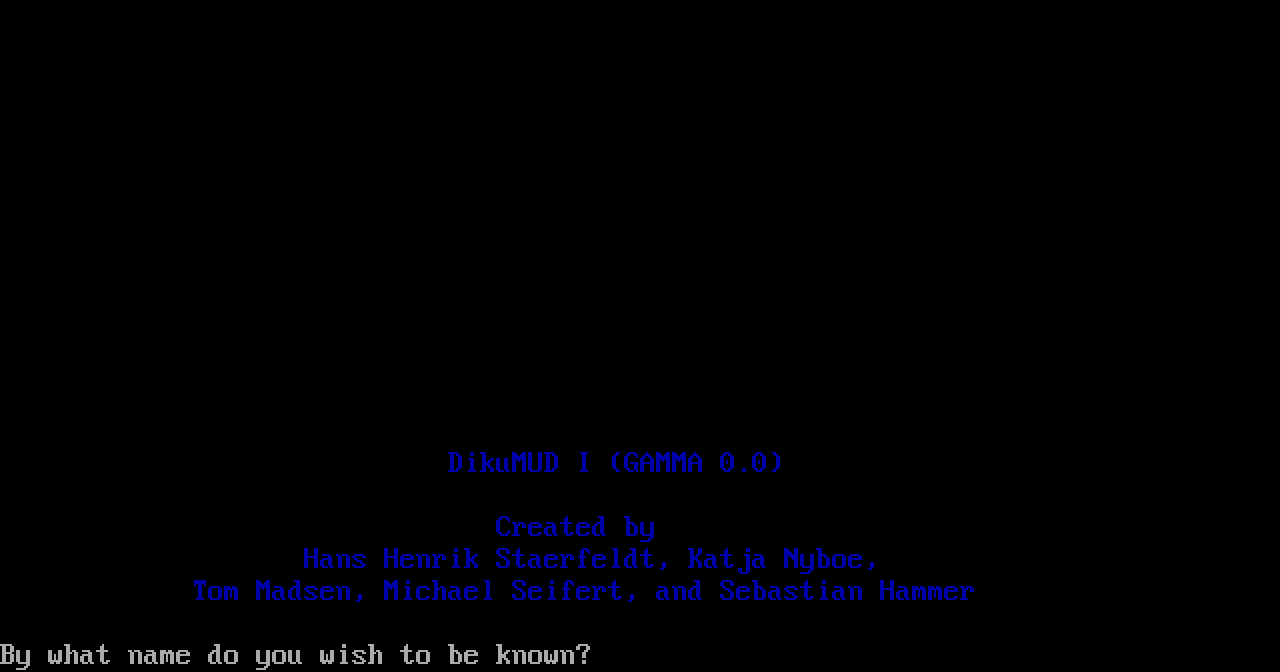 DikuMUD I (GAMMA 0.0)
Created by
Hans Henrik Staerfeldt, Katja Nyboe,
Tom Madsen, Michael Seifert, and Sebastian Hammer
By what name do you wish to be known?